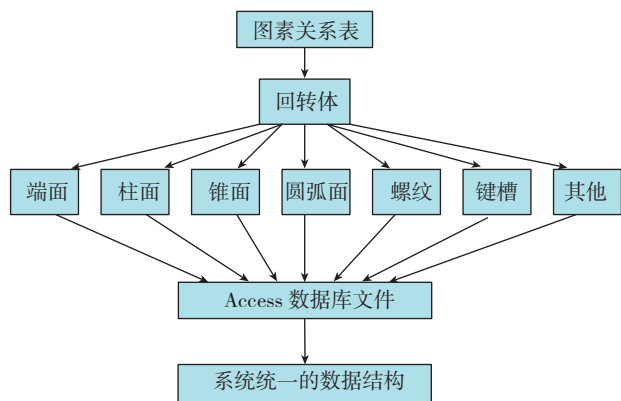 图素关系表
回转体
端面
柱面
锥面
圆弧面
螺纹
键槽
其他
Access 数据库文件
系统统一的数据结构